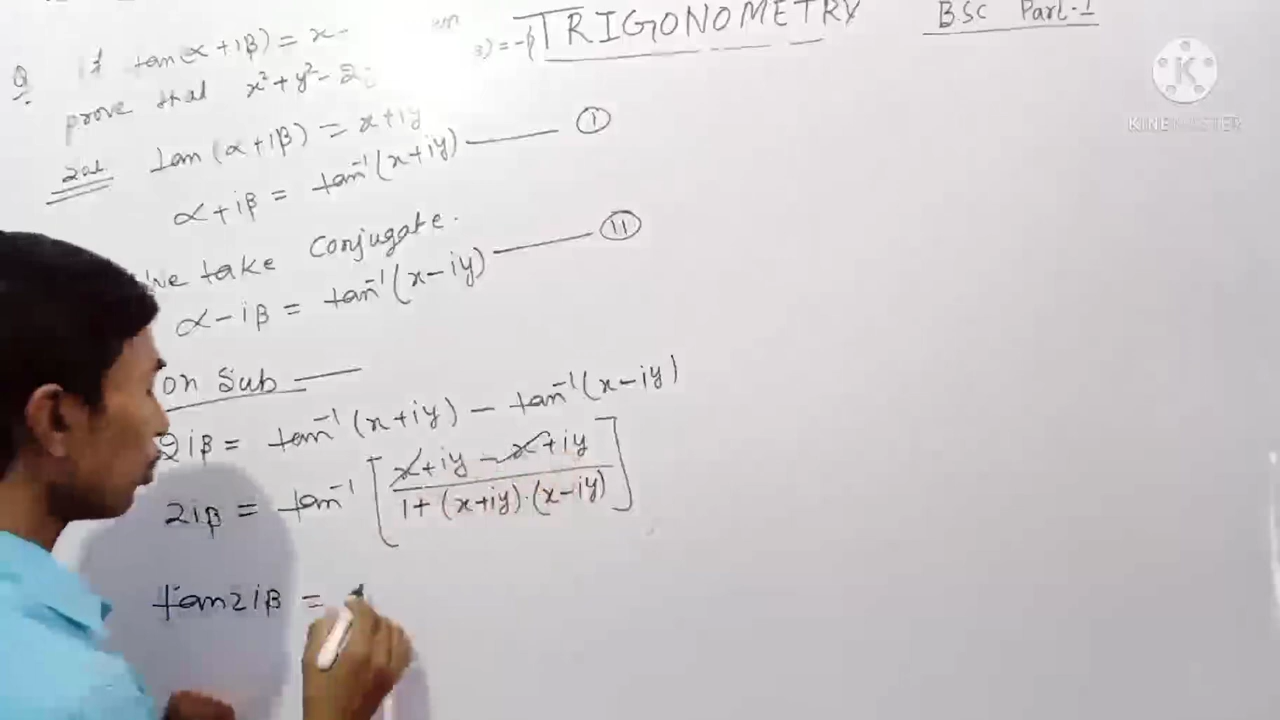 TRIGONOMETRY
BSC Part-I
Q If tan(α+iβ) = x-
prove that x²+y²-2
Sol. tan(α+iβ) = x+iy
α+iβ = tan⁻¹(x+iy) —— (I)
We take Conjugate.
α-iβ = tan⁻¹(x-iy) —— (II)
on Sub —
2iβ = tan⁻¹(x+iy) - tan⁻¹(x-iy)
2iβ = tan⁻¹ [ x+iy - x+iy / 1+(x+iy).(x-iy) ]
tan2iβ =
KINEMASTER